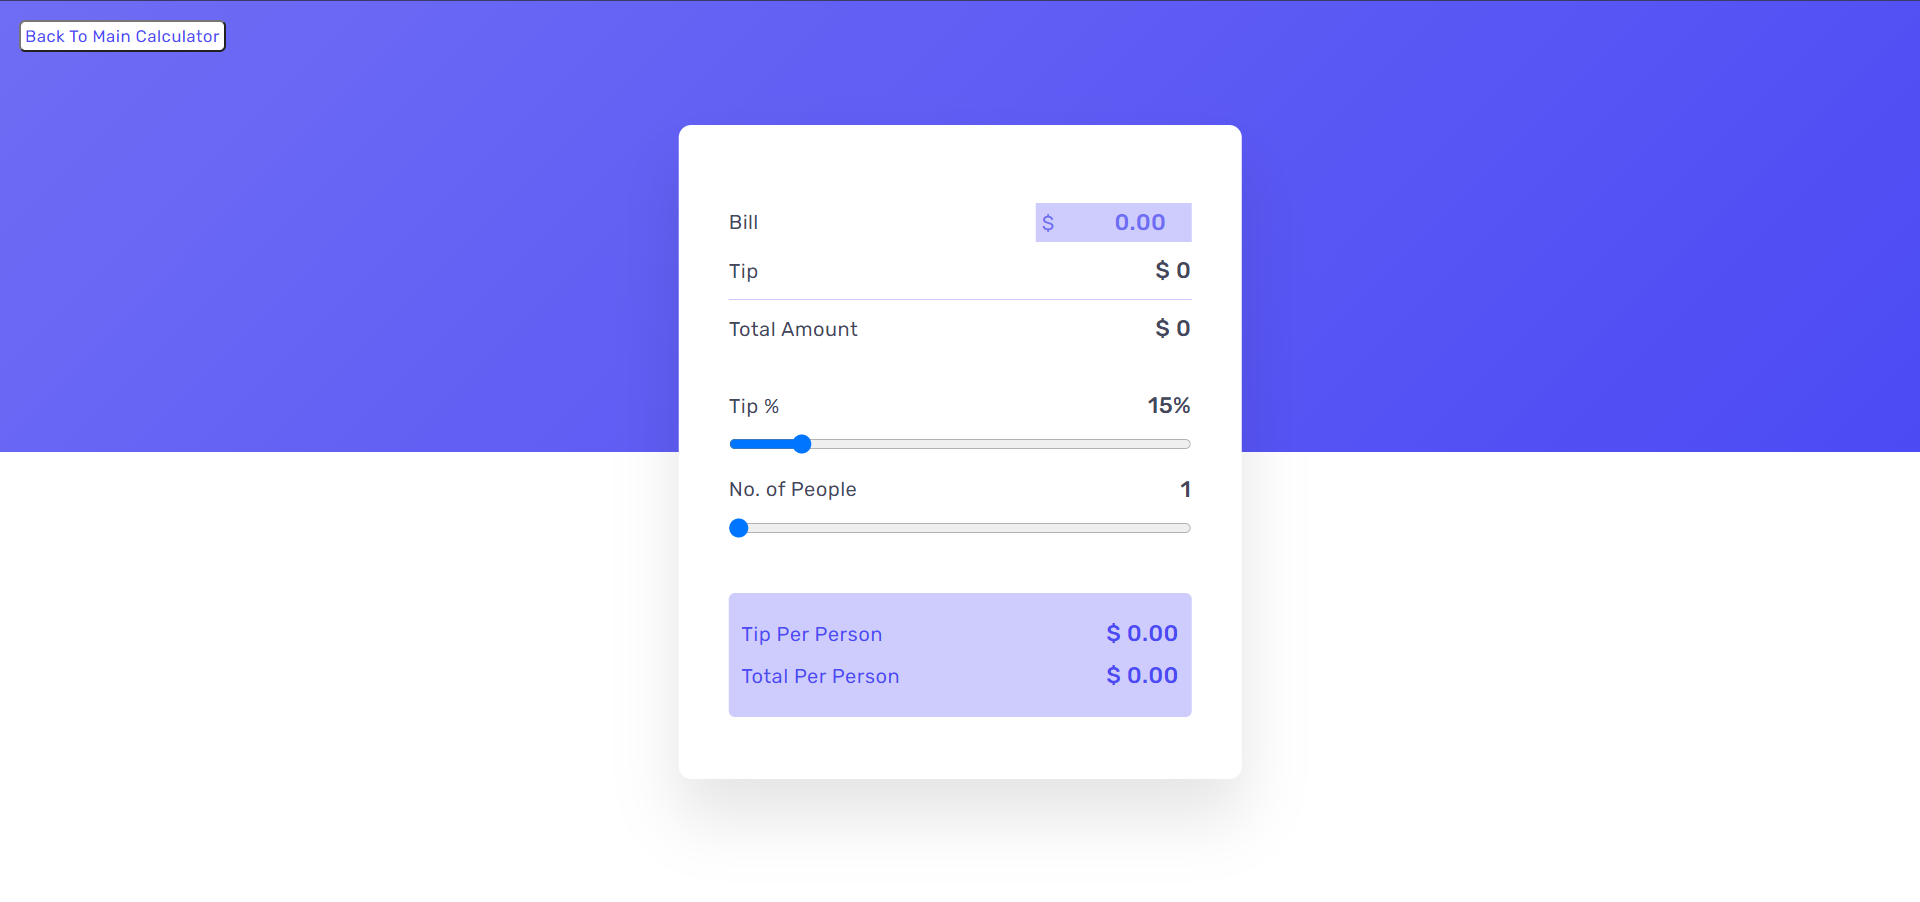 Back To Main Calculator
Bill $ 0.00
Tip $ 0
Total Amount $ 0
Tip % 15%
No. of People 1
Tip Per Person $ 0.00
Total Per Person $ 0.00